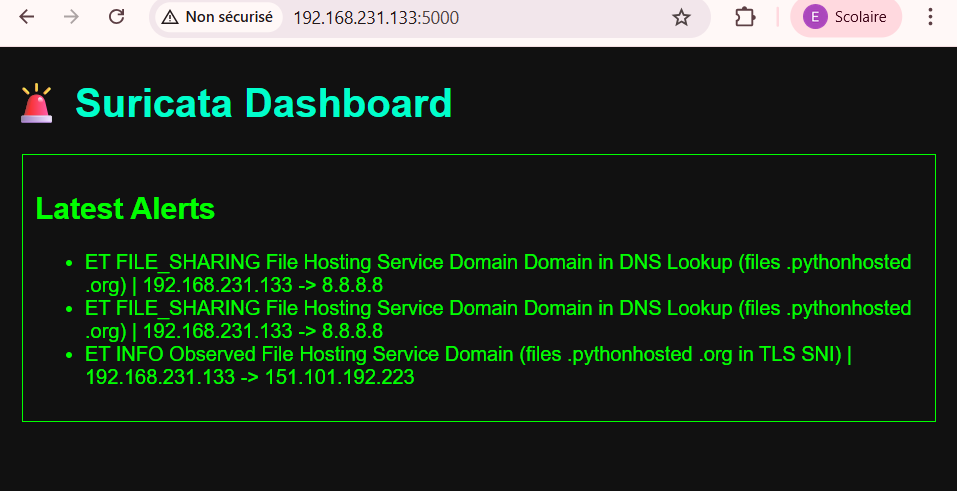 Non sécurisé 192.168.231.133:5000 E Scolaire
Suricata Dashboard
Latest Alerts
• ET FILE_SHARING File Hosting Service Domain Domain in DNS Lookup (files .pythonhosted
.org) | 192.168.231.133 -> 8.8.8.8
• ET FILE_SHARING File Hosting Service Domain Domain in DNS Lookup (files .pythonhosted
.org) | 192.168.231.133 -> 8.8.8.8
• ET INFO Observed File Hosting Service Domain (files .pythonhosted .org in TLS SNI) |
192.168.231.133 -> 151.101.192.223